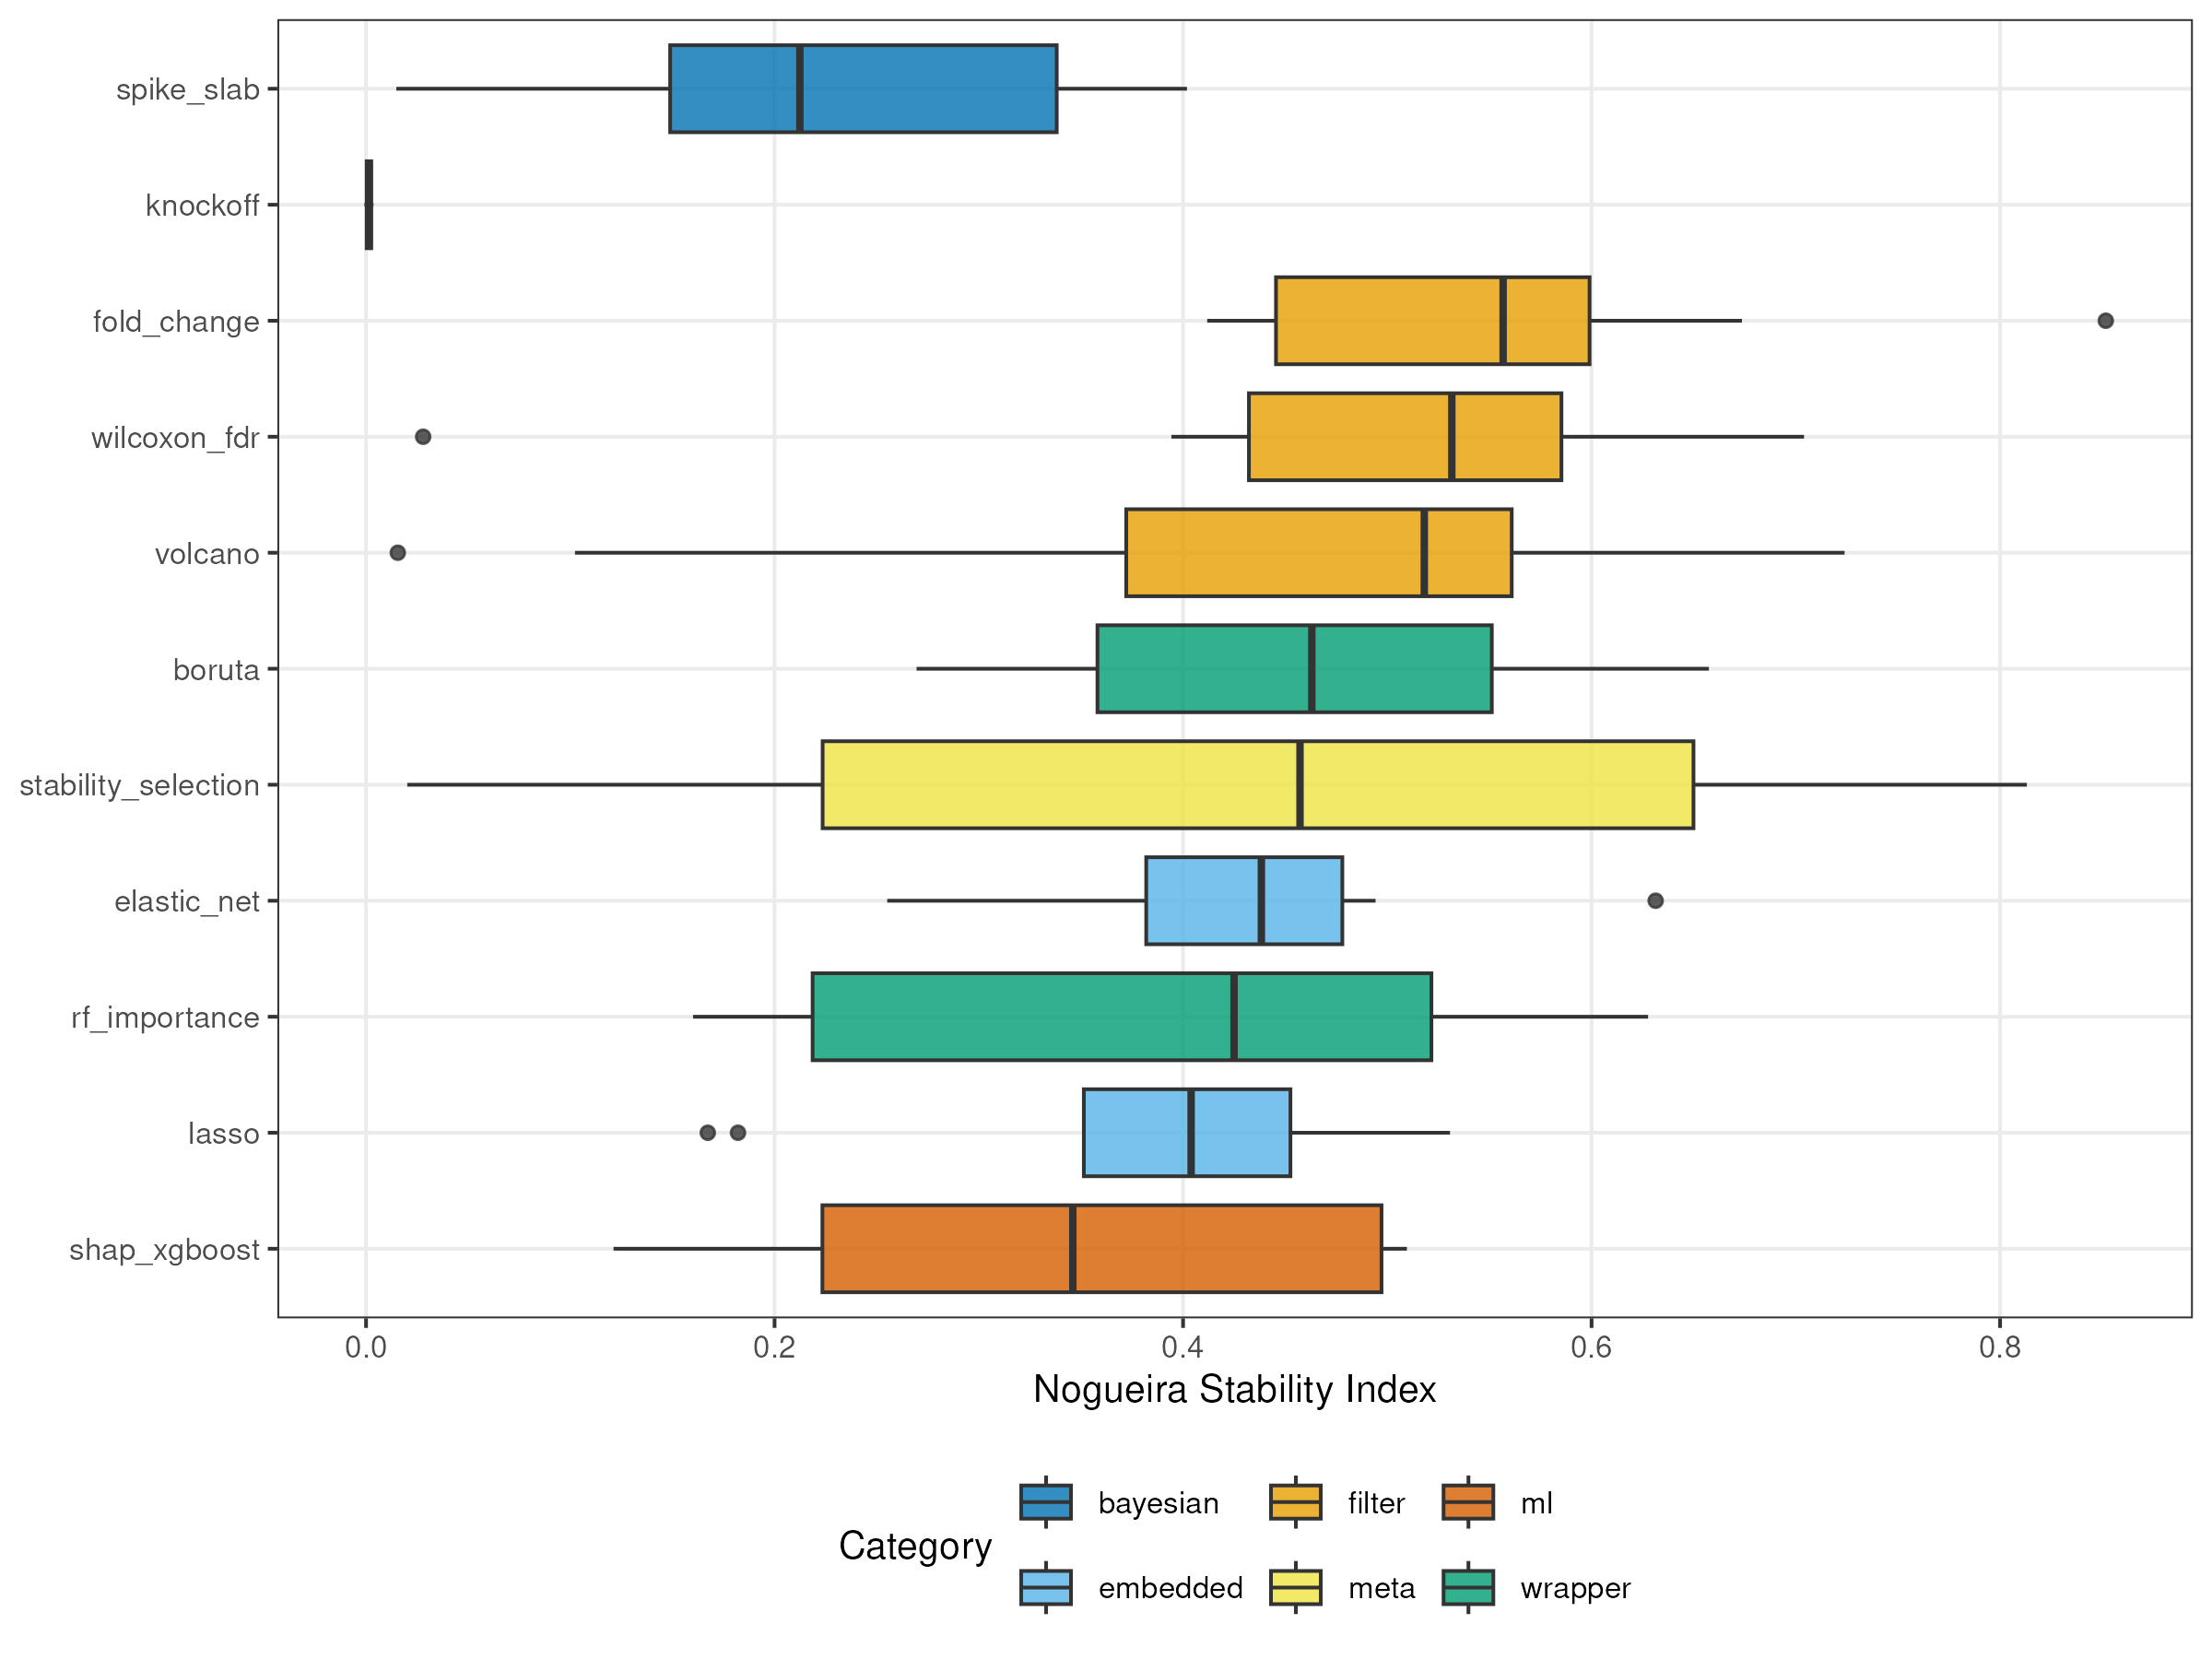 spike_slab
knockoff
fold_change
wilcoxon_fdr
volcano
boruta
stability_selection
elastic_net
rf_importance
lasso
shap_xgboost
0.0 0.2 0.4 0.6 0.8
Nogueira Stability Index
Category
bayesian filter ml
embedded meta wrapper